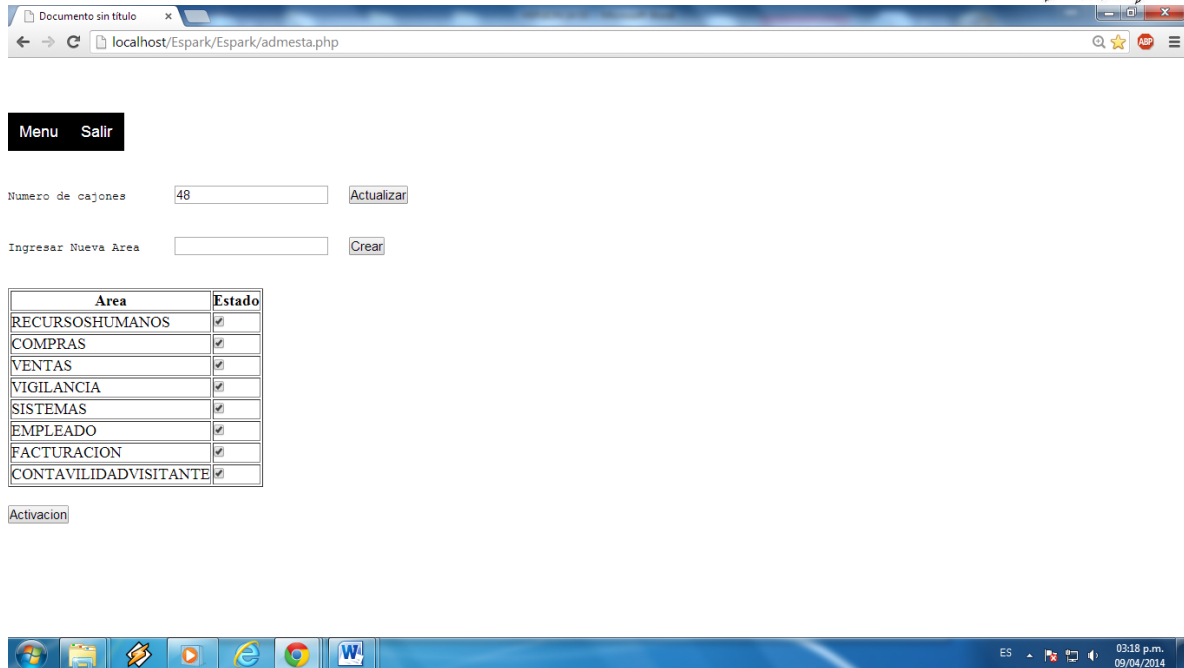 Documento sin título
localhost/Espark/Espark/admesta.php
ABP
Menu Salir
Numero de cajones 48 Actualizar
Ingresar Nueva Area Crear
Area Estado
RECURSOSHUMANOS
COMPRAS
VENTAS
VIGILANCIA
SISTEMAS
EMPLEADO
FACTURACION
CONTAVILIDADVISITANTE
Activacion
W
ES 03:18 p.m.
09/04/2014